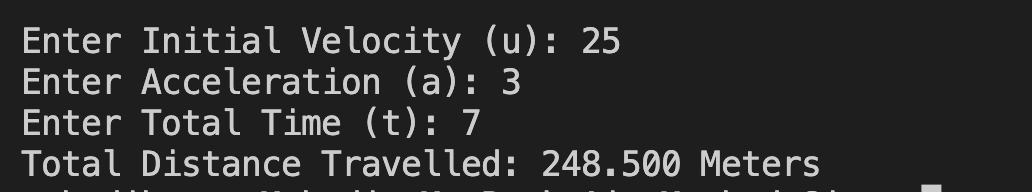 Enter Initial Velocity (u): 25
Enter Acceleration (a): 3
Enter Total Time (t): 7
Total Distance Travelled: 248.500 Meters